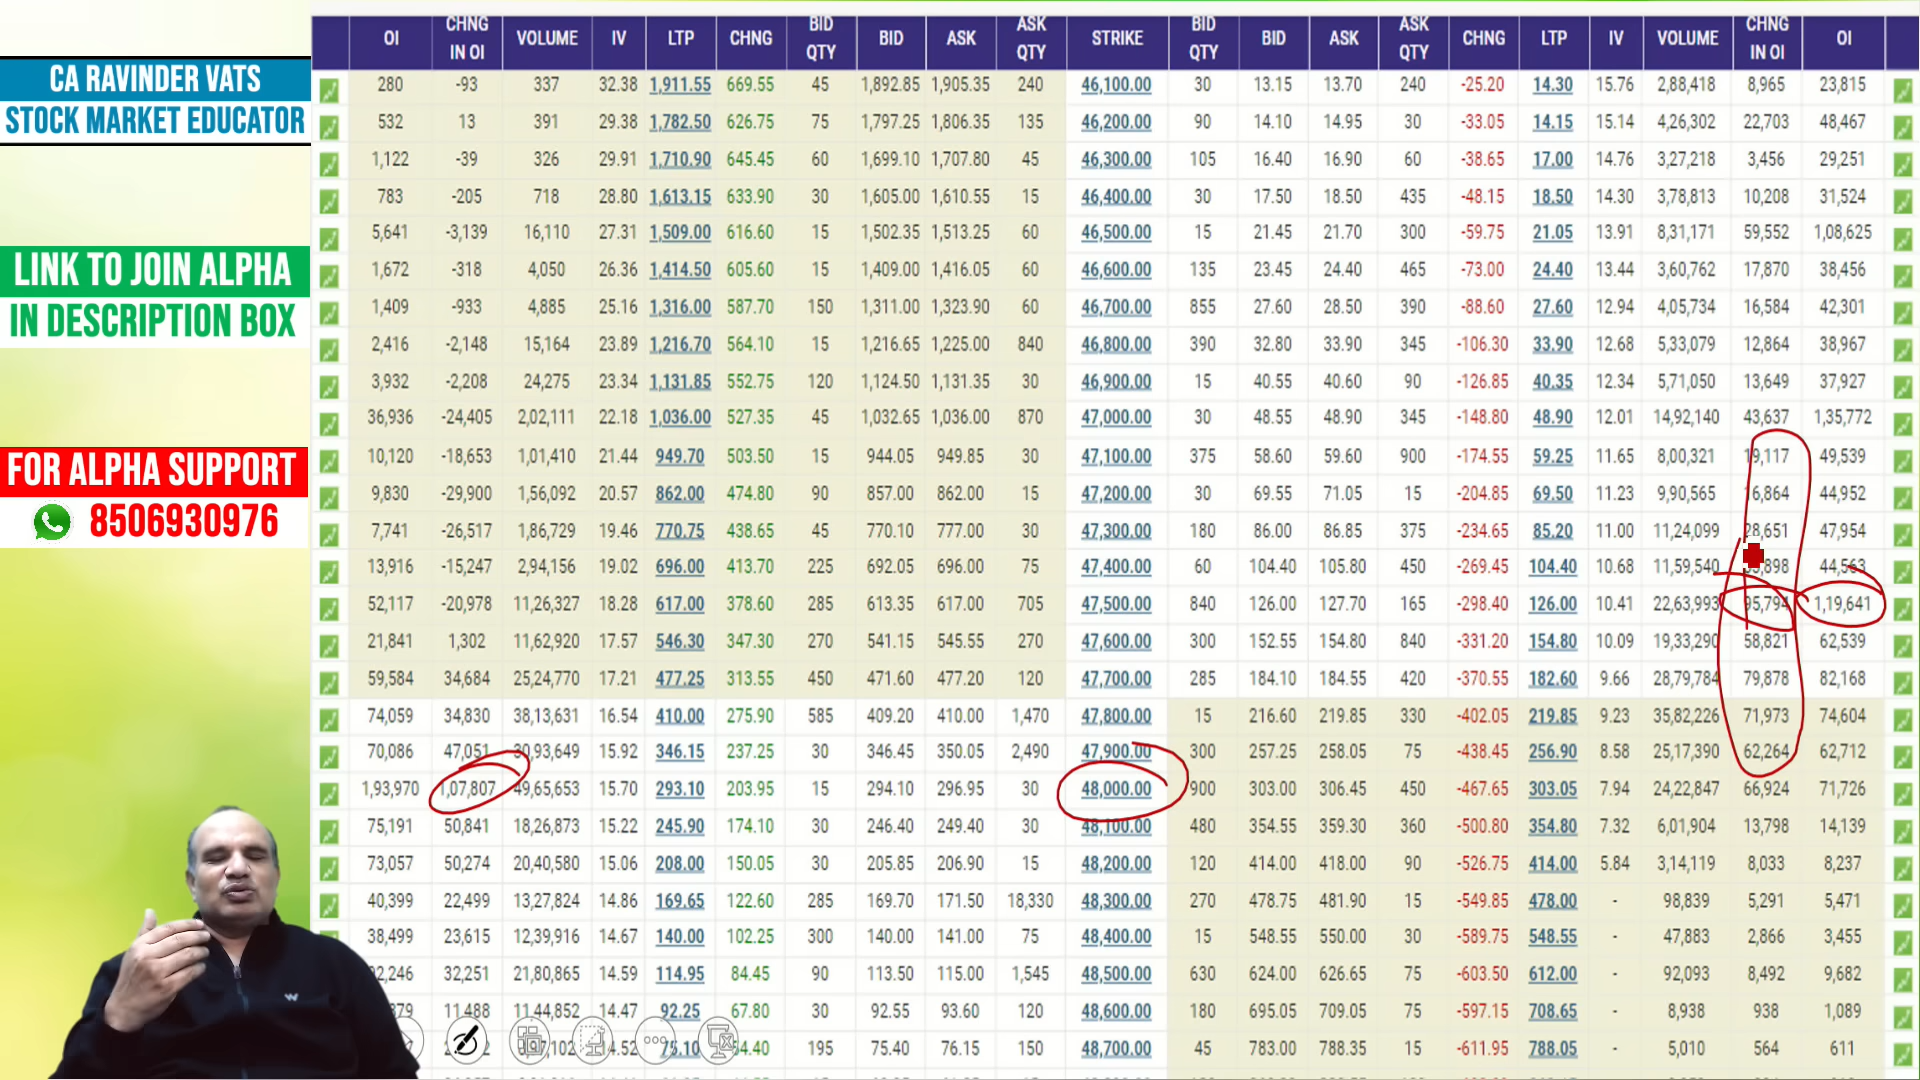 CA RAVINDER VATS
STOCK MARKET EDUCATOR
LINK TO JOIN ALPHA
IN DESCRIPTION BOX
FOR ALPHA SUPPORT
8506930976
OI CHNG IN OI VOLUME IV LTP CHNG BID QTY BID ASK ASK QTY STRIKE BID QTY BID ASK ASK QTY CHNG LTP IV VOLUME CHNG IN OI OI
280 -93 337 32.38 1,911.55 669.55 45 1,892.85 1,905.35 240 46,100.00 30 13.15 13.70 240 -25.20 14.30 15.76 2,88,418 8,965 23,815
532 13 391 29.38 1,782.50 626.75 75 1,797.25 1,806.35 135 46,200.00 90 14.10 14.95 30 -33.05 14.15 15.14 4,26,302 22,703 48,467
1,122 -39 326 29.91 1,710.90 645.45 60 1,699.10 1,707.80 45 46,300.00 105 16.40 16.90 60 -38.65 17.00 14.76 3,27,218 3,456 29,251
783 -205 718 28.80 1,613.15 633.90 30 1,605.00 1,610.55 15 46,400.00 30 17.50 18.50 435 -48.15 18.50 14.30 3,78,813 10,208 31,524
5,641 -3,139 16,110 27.31 1,509.00 616.60 15 1,502.35 1,513.25 60 46,500.00 15 21.45 21.70 300 -59.75 21.05 13.91 8,31,171 59,552 1,08,625
1,672 -318 4,050 26.36 1,414.50 605.60 15 1,409.00 1,416.05 60 46,600.00 135 23.45 24.40 465 -73.00 24.40 13.44 3,60,762 17,870 38,456
1,409 -933 4,885 25.16 1,316.00 587.70 150 1,311.00 1,323.90 60 46,700.00 855 27.60 28.50 390 -88.60 27.60 12.94 4,05,734 16,584 42,301
2,416 -2,148 15,164 23.89 1,216.70 564.10 15 1,216.65 1,225.00 840 46,800.00 390 32.80 33.90 345 -106.30 33.90 12.68 5,33,079 12,864 38,967
3,932 -2,208 24,275 23.34 1,131.85 552.75 120 1,124.50 1,131.35 30 46,900.00 15 40.55 40.60 90 -126.85 40.35 12.34 5,71,050 13,649 37,927
36,936 -24,405 2,02,111 22.18 1,036.00 527.35 45 1,032.65 1,036.00 870 47,000.00 30 48.55 48.90 345 -148.80 48.90 12.01 14,92,140 43,637 1,35,772
10,120 -18,653 1,01,410 21.44 949.70 503.50 15 944.05 949.85 30 47,100.00 375 58.60 59.60 900 -174.55 59.25 11.65 8,00,321 19,117 49,539
9,830 -29,900 1,56,092 20.57 862.00 474.80 90 857.00 862.00 15 47,200.00 30 69.55 71.05 15 -204.85 69.50 11.23 9,90,565 44,952
7,741 -26,517 1,86,729 19.46 770.75 438.65 45 770.10 777.00 30 47,300.00 180 86.00 86.85 375 -234.65 85.20 11.00 11,24,099 28,651 47,954
13,916 -15,247 2,94,156 19.02 696.00 413.70 225 692.05 696.00 75 47,400.00 60 104.40 105.80 450 -269.45 104.40 10.68 11,59,540 44,563
52,117 -20,978 11,26,327 18.28 617.00 378.60 285 613.35 617.00 705 47,500.00 840 126.00 127.70 165 -298.40 126.00 10.41 22,63,993 95,794 1,19,641
21,841 1,302 11,62,920 17.57 546.30 347.30 270 541.15 545.55 270 47,600.00 300 152.55 154.80 840 -331.20 154.80 10.09 19,33,290 58,821 62,539
59,584 34,684 25,24,770 17.21 477.25 313.55 450 471.60 477.20 120 47,700.00 285 184.10 184.55 420 -370.55 182.60 9.66 28,79,784 79,878 82,168
74,059 34,830 38,13,631 16.54 410.00 275.90 585 409.20 410.00 1,470 47,800.00 15 216.60 219.85 330 -402.05 219.85 9.23 35,82,226 71,973 74,604
70,086 47,051 30,93,649 15.92 346.15 237.25 30 346.45 350.05 2,490 47,900.00 300 257.25 258.05 75 -438.45 256.90 8.58 25,17,390 62,264 62,712
1,93,970 1,07,807 49,65,653 15.70 293.10 203.95 15 294.10 296.95 30 48,000.00 900 303.00 306.45 450 -467.65 303.05 7.94 24,22,847 66,924 71,726
75,191 50,841 18,26,873 15.22 245.90 174.10 30 246.40 249.40 30 48,100.00 480 354.55 359.30 360 -500.80 354.80 7.32 6,01,904 13,798 14,139
73,057 50,274 20,40,580 15.06 208.00 150.05 30 205.85 206.90 15 48,200.00 120 414.00 418.00 90 -526.75 414.00 5.84 3,14,119 8,033 8,237
40,399 22,499 13,27,824 14.86 169.65 122.60 285 169.70 171.50 18,330 48,300.00 270 478.75 481.90 15 -549.85 478.00 - 98,839 5,291 5,471
38,499 23,615 12,39,916 14.67 140.00 102.25 300 140.00 141.00 75 48,400.00 15 548.55 550.00 30 -589.75 548.55 - 47,883 2,866 3,455
32,251 21,80,865 14.59 114.95 84.45 90 113.50 115.00 1,545 48,500.00 630 624.00 626.65 75 -603.50 612.00 - 92,093 8,492 9,682
11,488 11,44,852 14.47 92.25 67.80 30 92.55 93.60 120 48,600.00 180 695.05 709.05 75 -597.15 708.65 - 8,938 938 1,089
75.10 195 75.40 76.15 150 48,700.00 45 783.00 788.35 15 -611.95 788.05 - 5,010 564 611